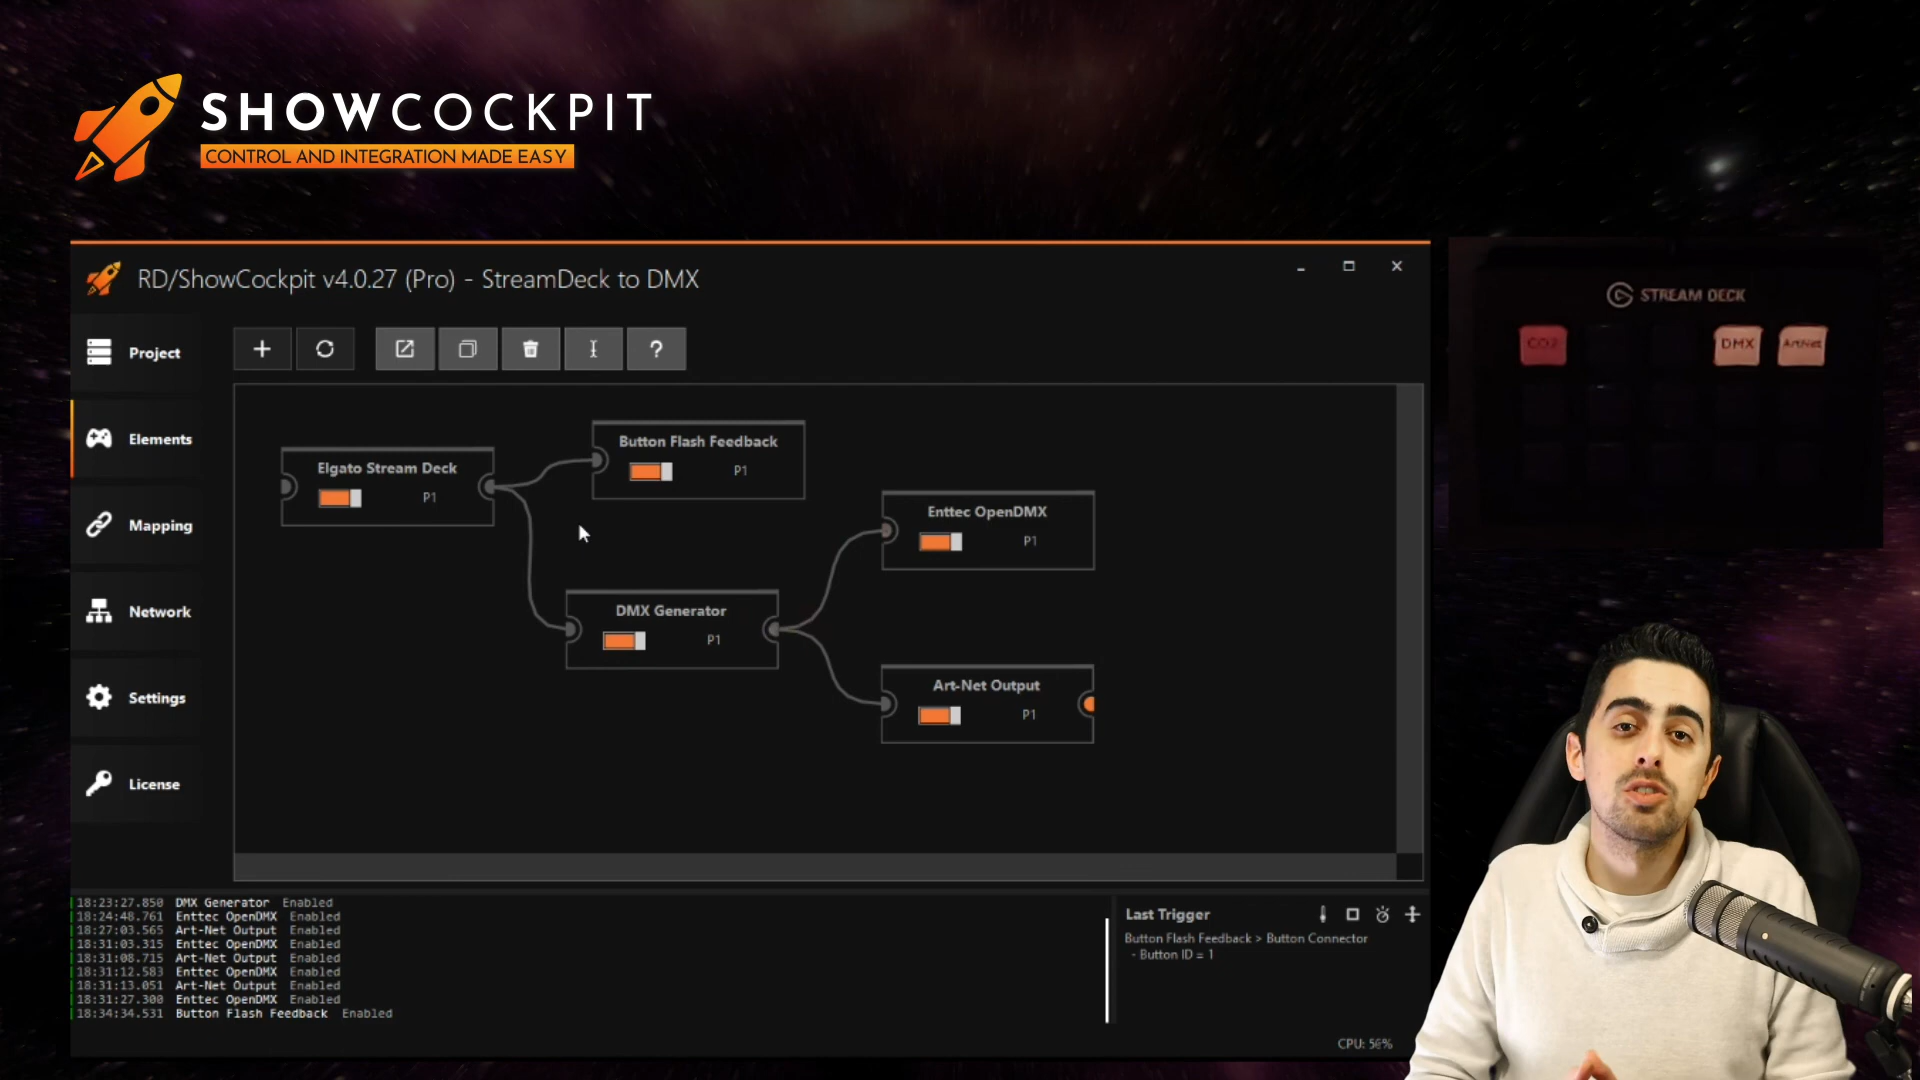 SHOWCOCKPIT
CONTROL AND INTEGRATION MADE EASY
RD/ShowCockpit v4.0.27 (Pro) - StreamDeck to DMX
STREAM DECK
CO2
DMX
ArtNet
Project
Elements
Mapping
Network
Settings
License
Elgato Stream Deck
P1
Button Flash Feedback
P1
Enttec OpenDMX
P1
DMX Generator
P1
Art-Net Output
P1
18:23:27.850 DMX Generator Enabled
18:24:48.761 Enttec OpenDMX Enabled
18:27:03.565 Art-Net Output Enabled
18:31:03.315 Enttec OpenDMX Enabled
18:31:08.715 Art-Net Output Enabled
18:31:12.583 Enttec OpenDMX Enabled
18:31:13.051 Art-Net Output Enabled
18:31:27.300 Enttec OpenDMX Enabled
18:34:34.531 Button Flash Feedback Enabled
Last Trigger
Button Flash Feedback > Button Connector
- Button ID = 1
CPU: 56%